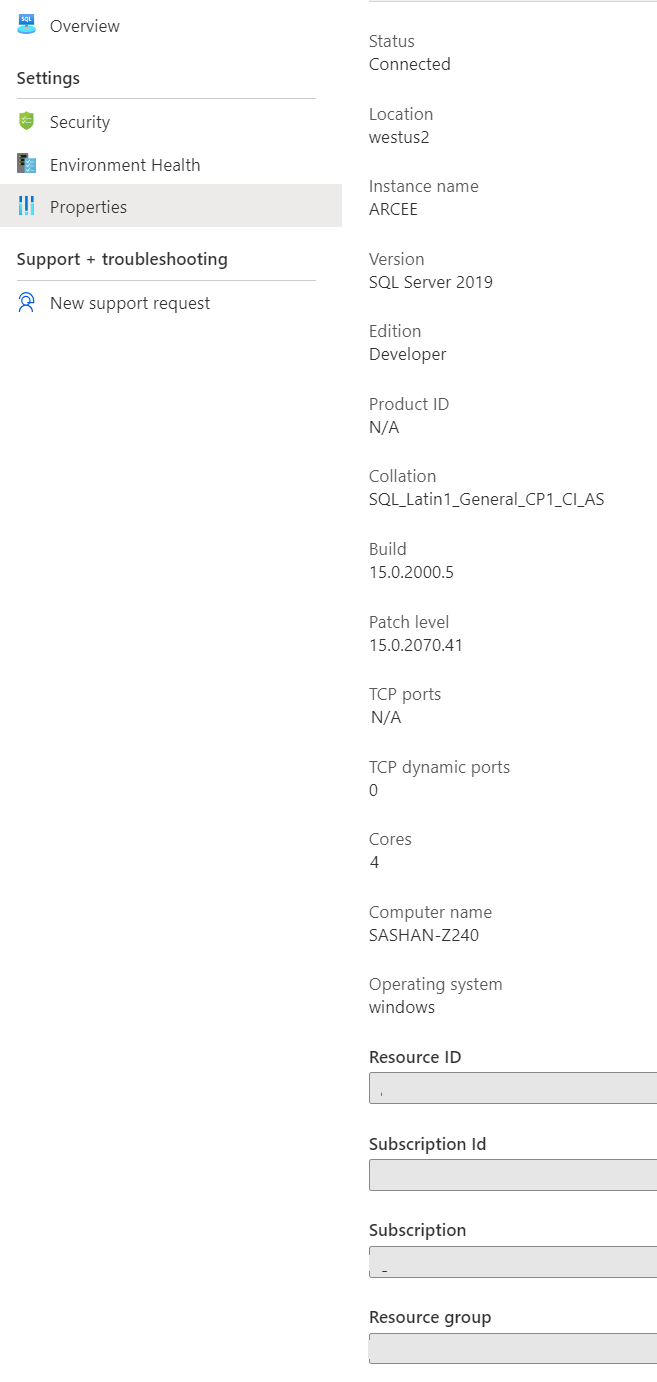 Overview
Settings
Security
Environment Health
Properties
Support + troubleshooting
New support request
Status
Connected
Location
westus2
Instance name
ARCEE
Version
SQL Server 2019
Edition
Developer
Product ID
N/A
Collation
SQL_Latin1_General_CP1_CI_AS
Build
15.0.2000.5
Patch level
15.0.2070.41
TCP ports
N/A
TCP dynamic ports
0
Cores
4
Computer name
SASHAN-Z240
Operating system
windows
Resource ID
Subscription Id
Subscription
Resource group